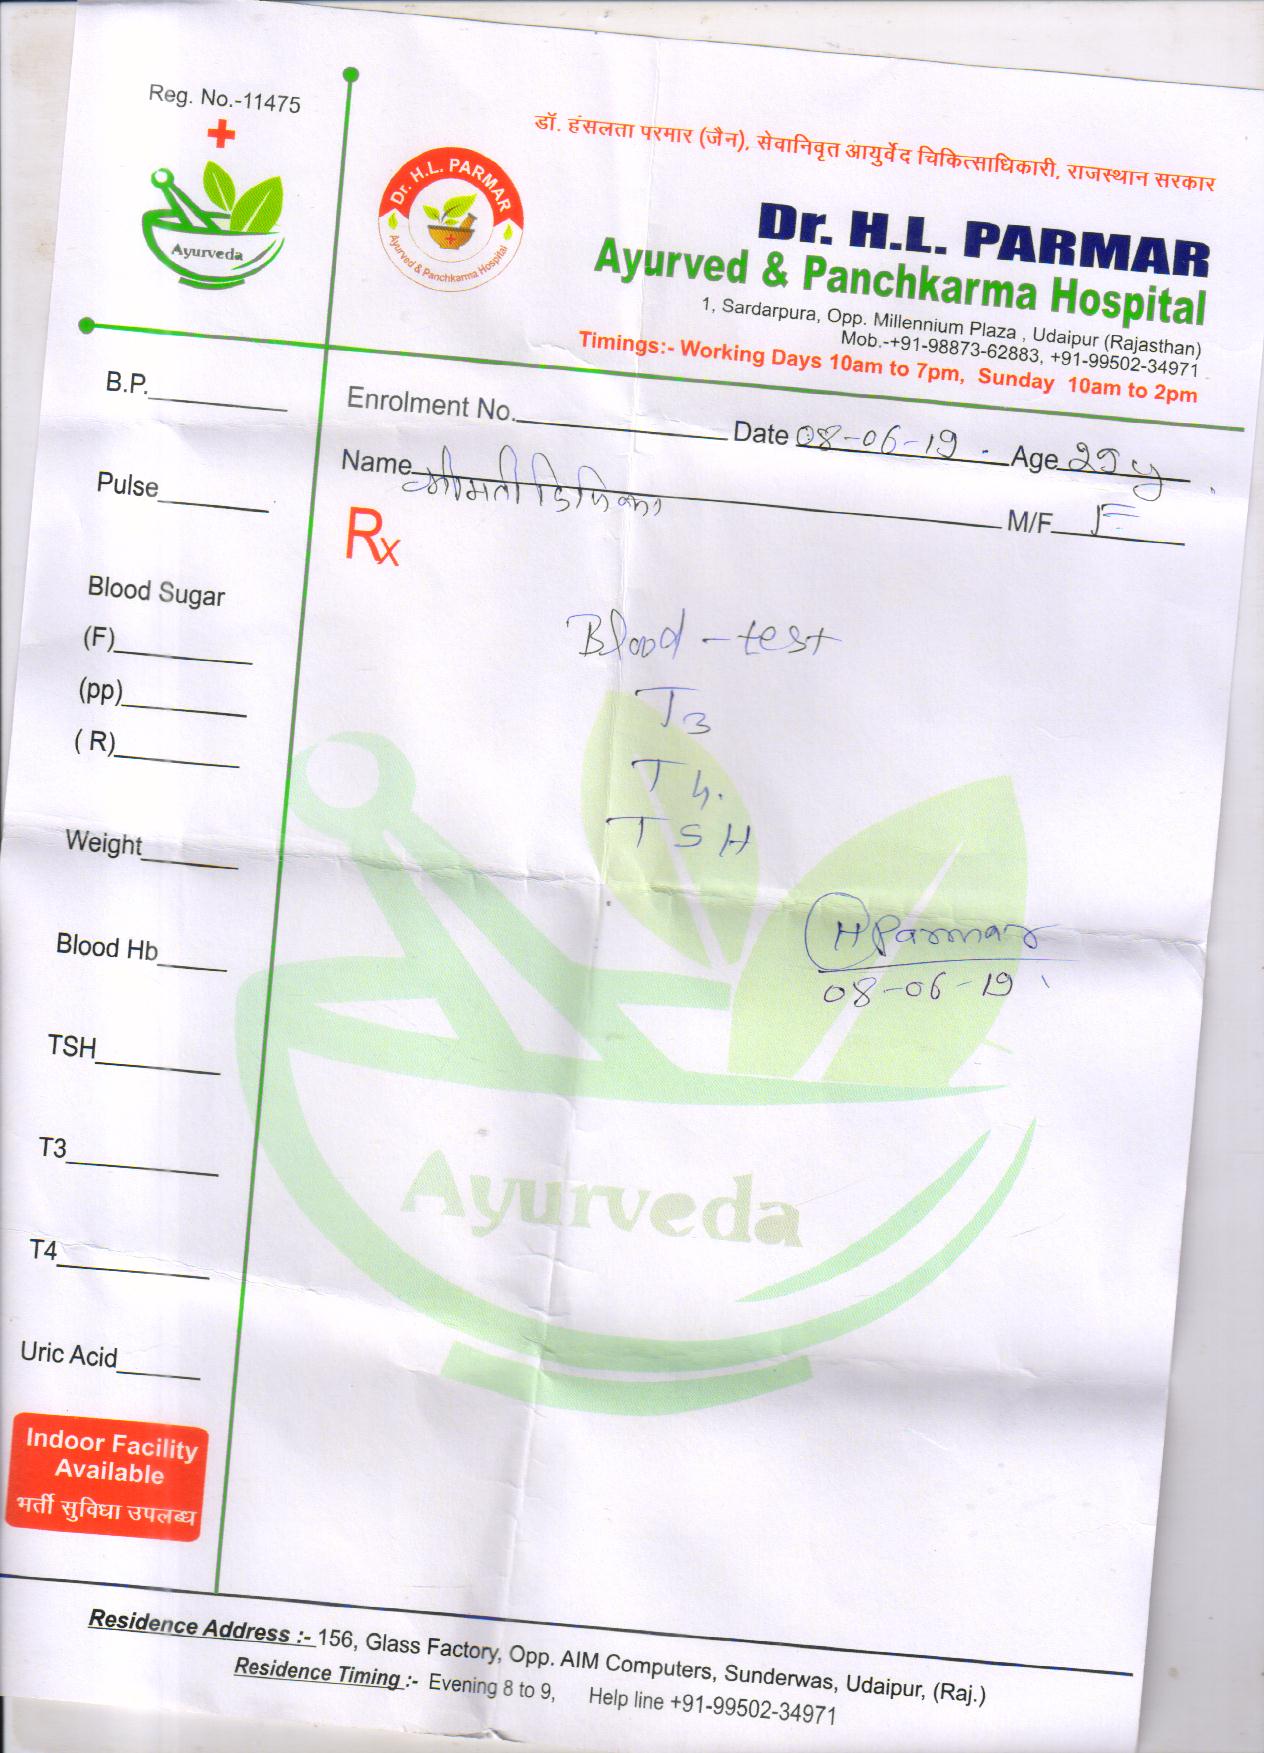 Reg. No.-11475
Ayurveda
Dr. H.L. PARMAR
Ayurved & Panchkarma Hospital
डॉ. हंसलता परमार (जैन), सेवानिवृत आयुर्वेद चिकित्साधिकारी, राजस्थान सरकार
Dr. H.L. PARMAR
Ayurved & Panchkarma Hospital
1, Sardarpura, Opp. Millennium Plaza , Udaipur (Rajasthan)
Mob.-+91-98873-62883, +91-99502-34971
Timings:- Working Days 10am to 7pm, Sunday 10am to 2pm
Enrolment No. Date 08-06-19 Age 29 y
Name श्रीमती दिपिका M/F F
Rx
Blood - test
T3
T4.
TSH
HParmar
08-06-19
B.P.
Pulse
Blood Sugar
(F)
(pp)
( R)
Weight
Blood Hb
TSH
T3
T4
Uric Acid
Ayurveda
Indoor Facility
Available
भर्ती सुविधा उपलब्ध
Residence Address :- 156, Glass Factory, Opp. AIM Computers, Sunderwas, Udaipur, (Raj.)
Residence Timing :- Evening 8 to 9, Help line +91-99502-34971